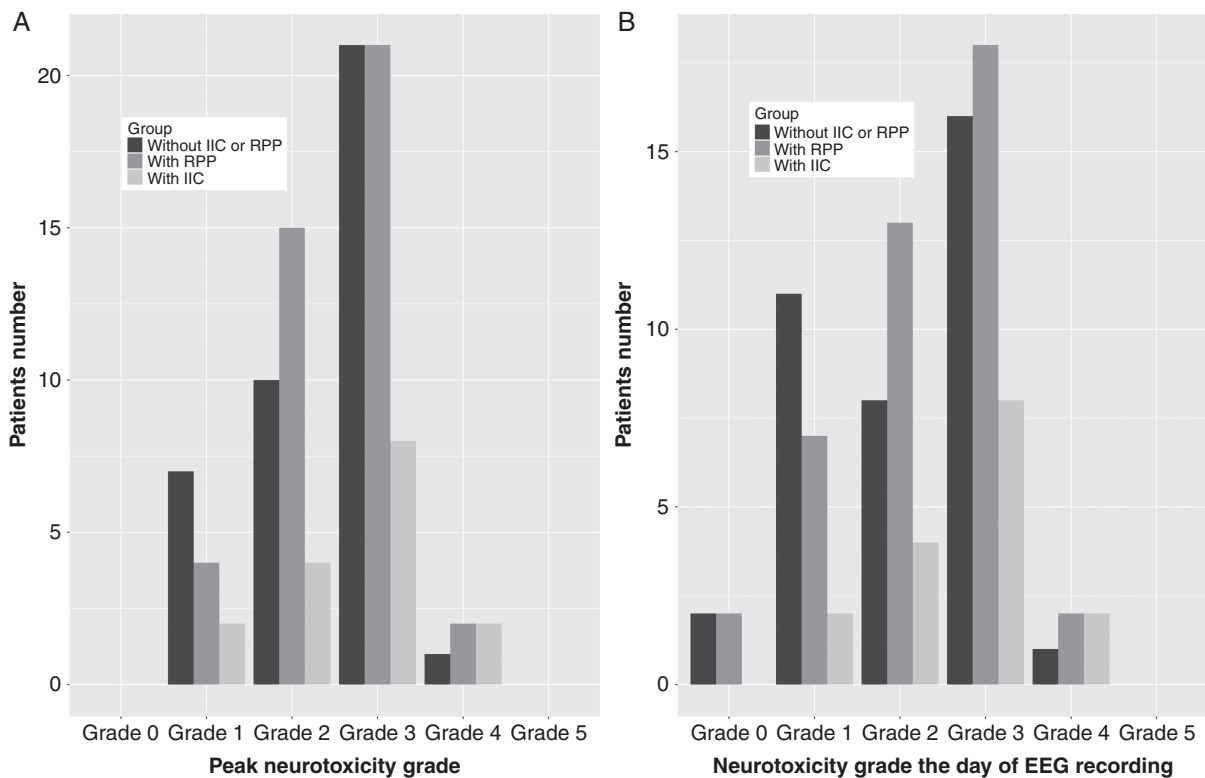 A
Patients number
20
15
10
5
0
Group
Without IIC or RPP
With RPP
With IIC
Grade 0 Grade 1 Grade 2 Grade 3 Grade 4 Grade 5
Peak neurotoxicity grade
B
Patients number
15
10
5
0
Group
Without IIC or RPP
With RPP
With IIC
Grade 0 Grade 1 Grade 2 Grade 3 Grade 4 Grade 5
Neurotoxicity grade the day of EEG recording